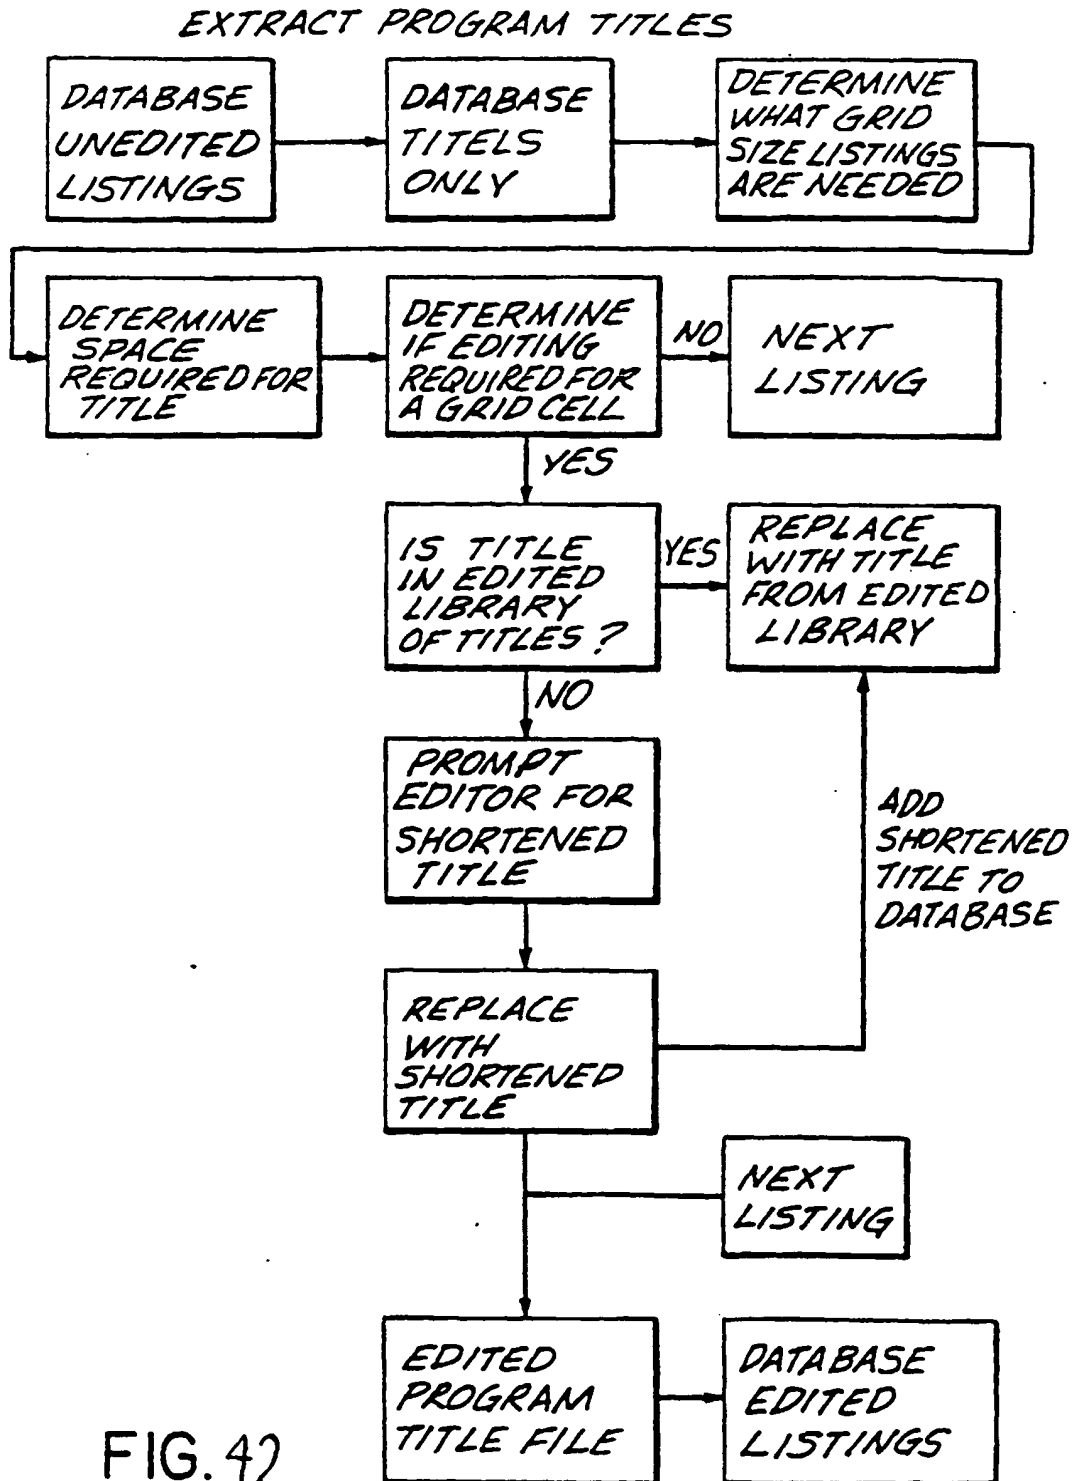 EXTRACT PROGRAM TITLES
DATABASE
UNEDITED
LISTINGS
DATABASE
TITELS
ONLY
DETERMINE
WHAT GRID
SIZE LISTINGS
ARE NEEDED
DETERMINE
SPACE
REQUIRED FOR
TITLE
DETERMINE
IF EDITING
REQUIRED FOR
A GRID CELL
NO
NEXT
LISTING
YES
IS TITLE
IN EDITED
LIBRARY
OF TITLES?
YES
REPLACE
WITH TITLE
FROM EDITED
LIBRARY
NO
PROMPT
EDITOR FOR
SHORTENED
TITLE
ADD
SHORTENED
TITLE TO
DATABASE
REPLACE
WITH
SHORTENED
TITLE
NEXT
LISTING
EDITED
PROGRAM
TITLE FILE
DATABASE
EDITED
LISTINGS
FIG. 42